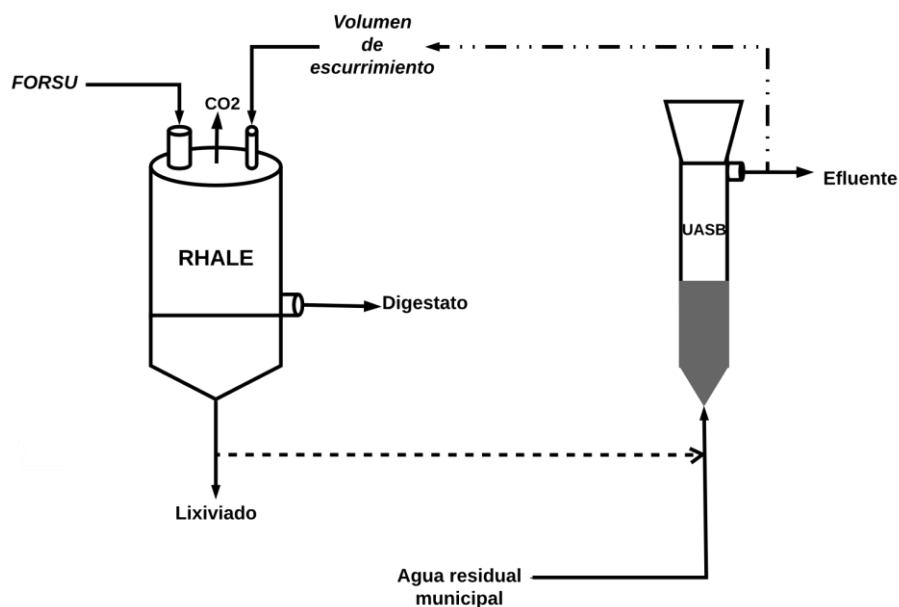 Volumen
de
escurrimiento
FORSU
CO2
Efluente
UASB
RHALE
Digestato
Lixiviado
Agua residual
municipal